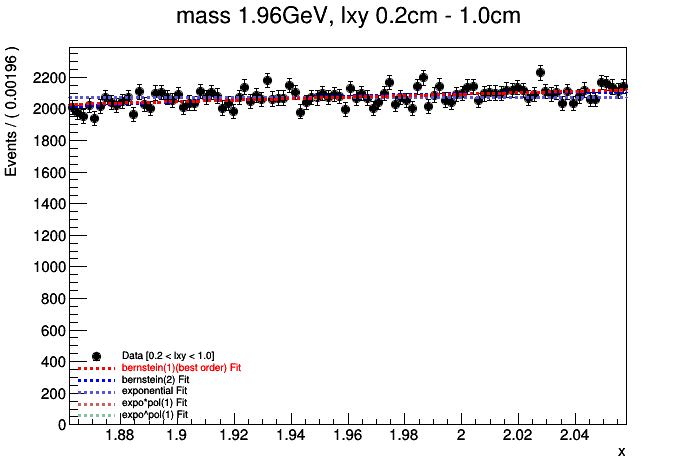 mass 1.96GeV, lxy 0.2cm - 1.0cm
Events / ( 0.00196 )
2200
2000
1800
1600
1400
1200
1000
800
600
400
200
0
Data [0.2 < lxy < 1.0]
bernstein(1)(best order) Fit
bernstein(2) Fit
exponential Fit
expo*pol(1) Fit
expo^pol(1) Fit
1.88 1.9 1.92 1.94 1.96 1.98 2 2.02 2.04
x